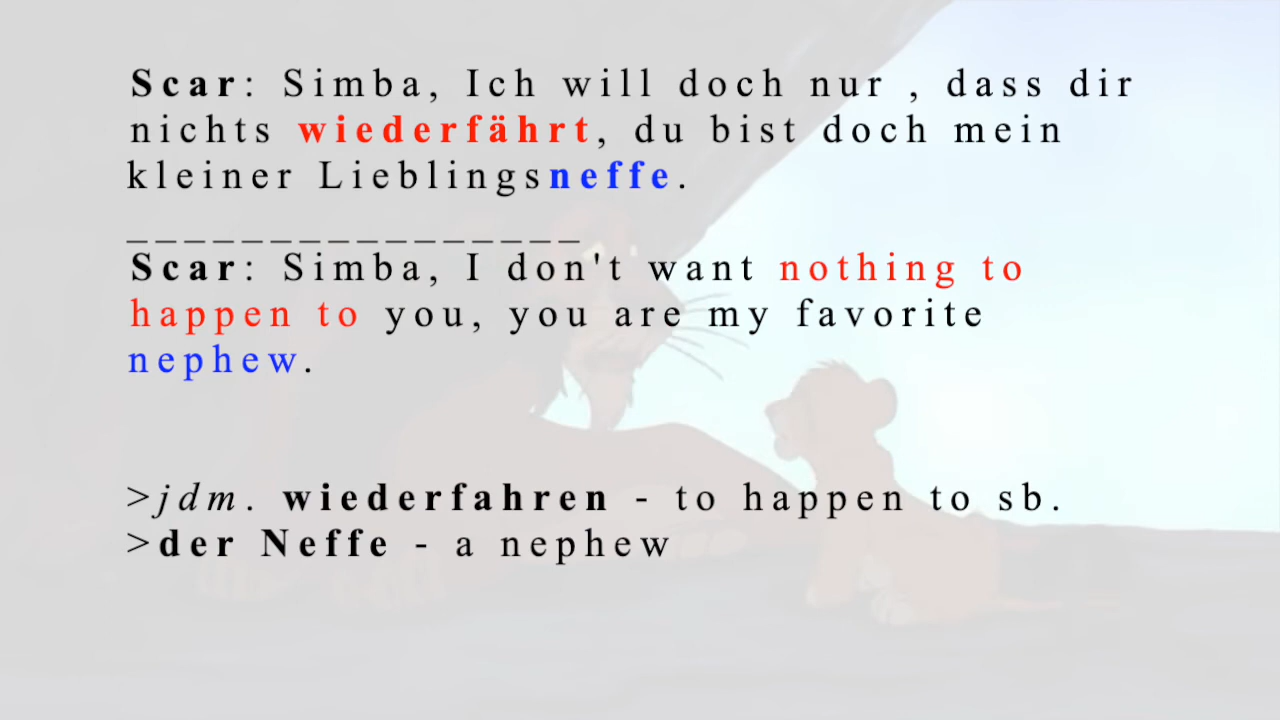 Scar: Simba, Ich will doch nur , dass dir
nichts wiederfährt, du bist doch mein
kleiner Lieblingsneffe.
________________
Scar: Simba, I don't want nothing to
happen to you, you are my favorite
nephew.
>jdm. wiederfahren - to happen to sb.
>der Neffe - a nephew